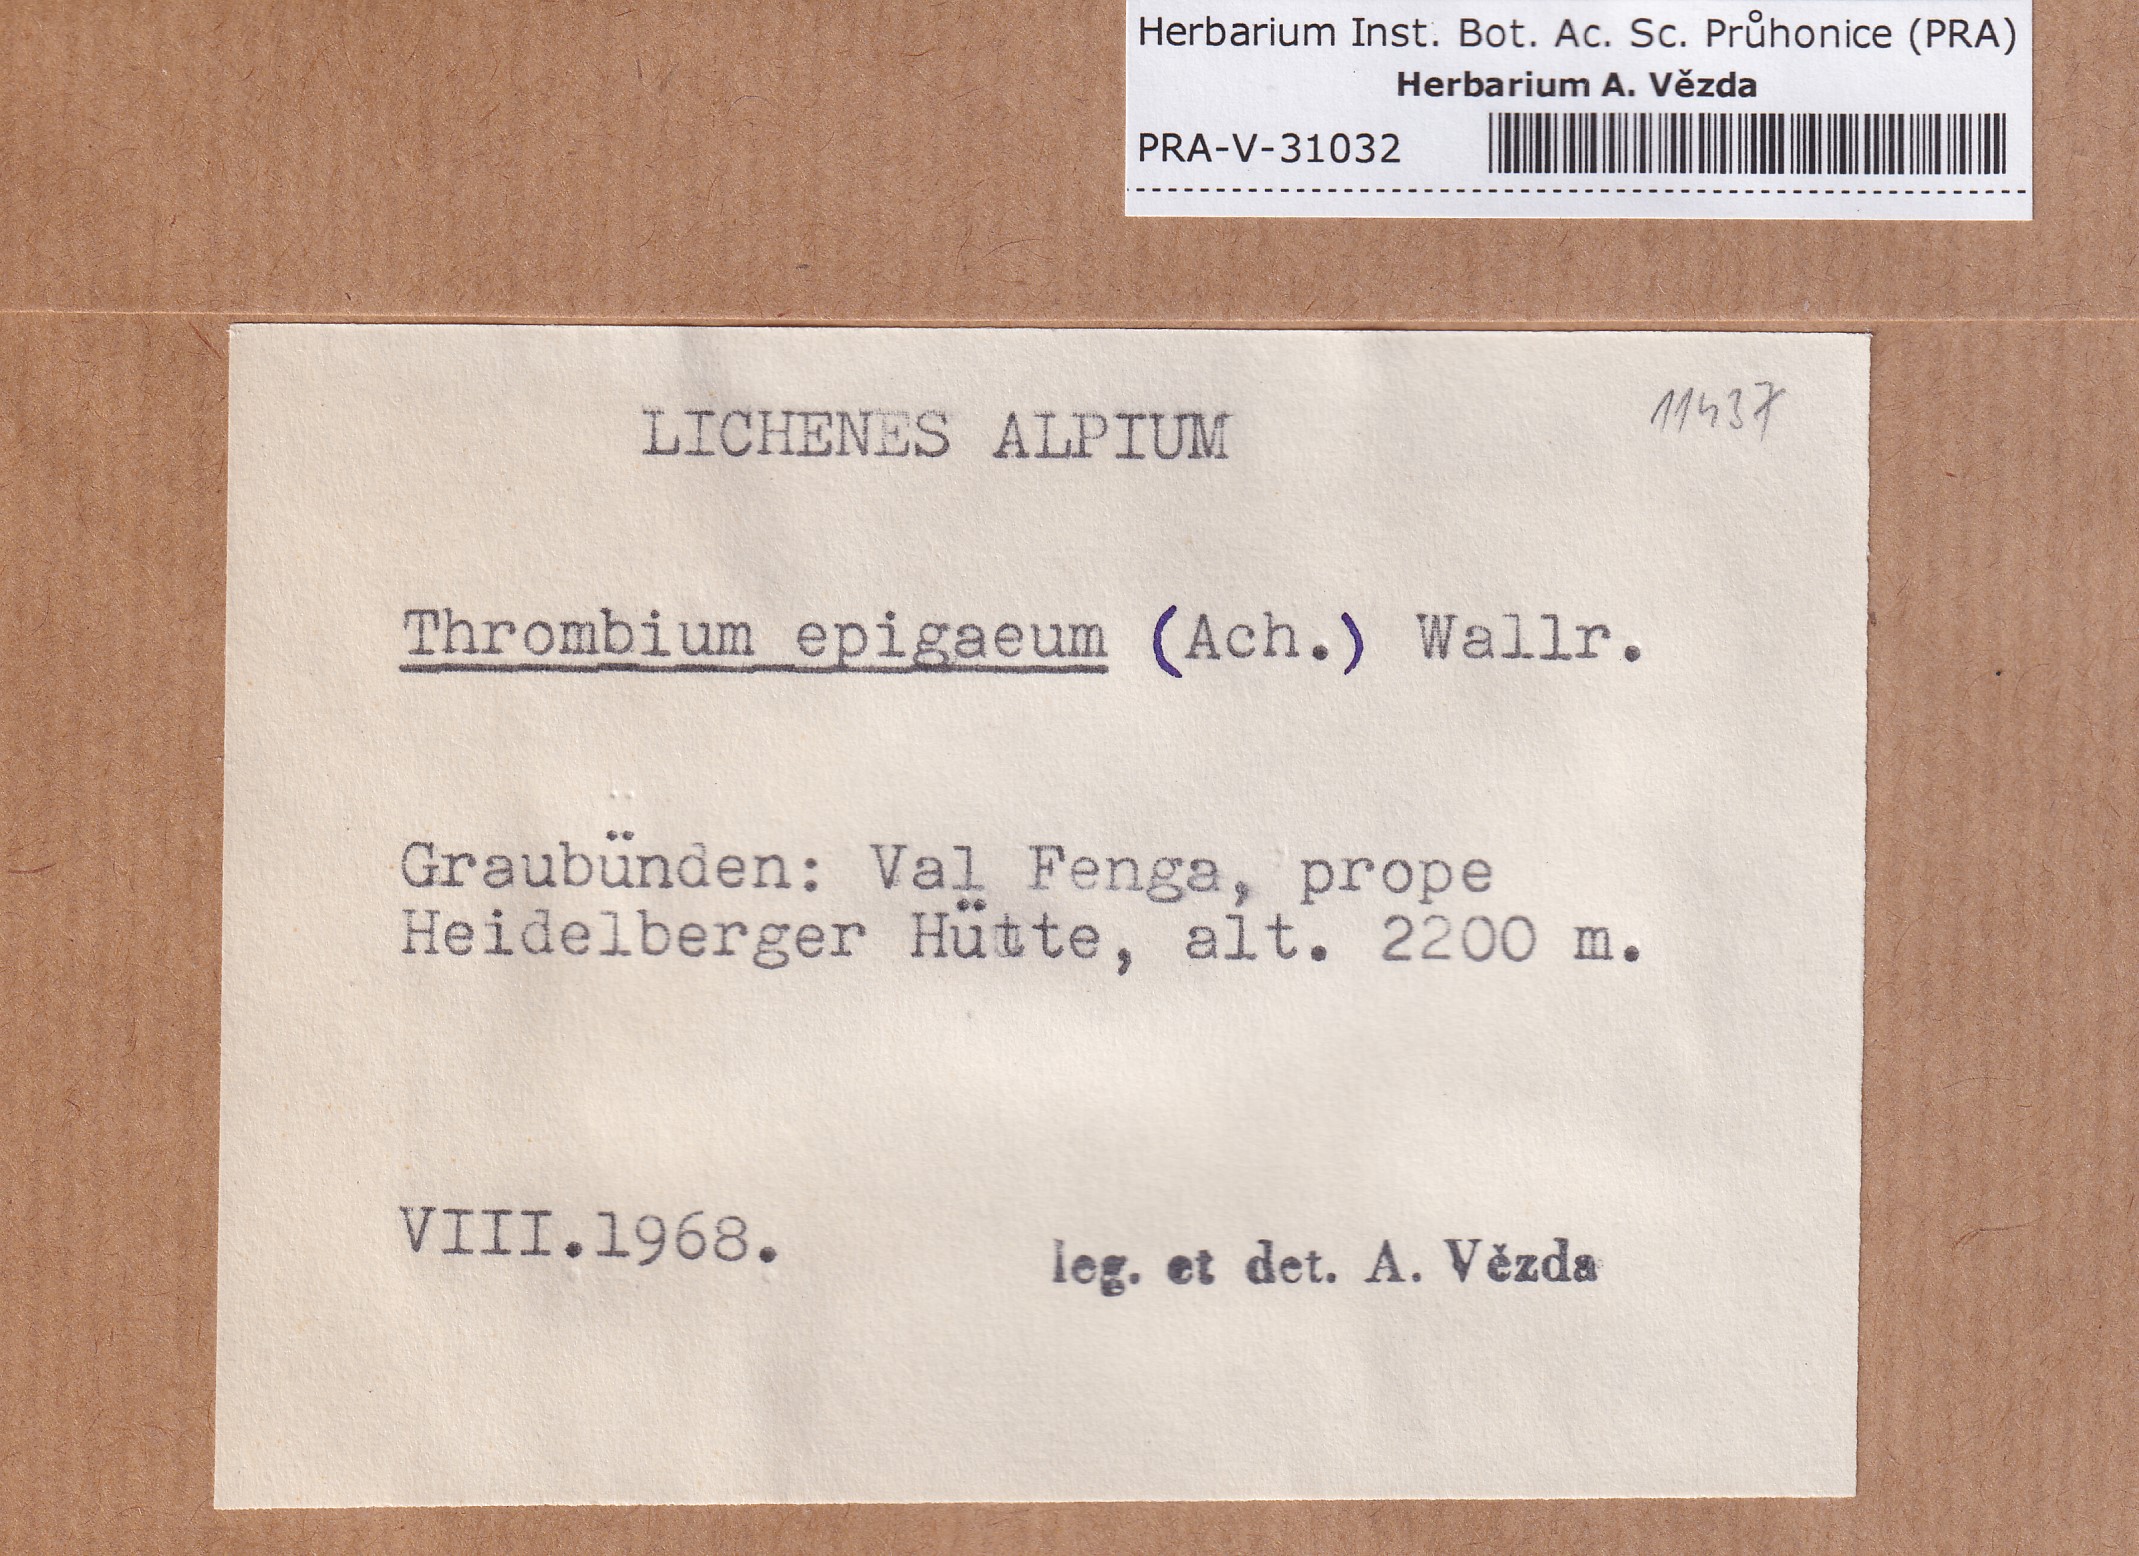 Herbarium Inst. Bot. Ac. Sc. Průhonice (PRA)
Herbarium A. Vězda
PRA-V-31032
LICHENES ALPIUM
11437
Thrombium epigaeum (Ach.) Wallr.
Graubünden: Val Fenga, prope
Heidelberger Hütte, alt. 2200 m.
VIII.1968.
leg. et det. A. Vězda